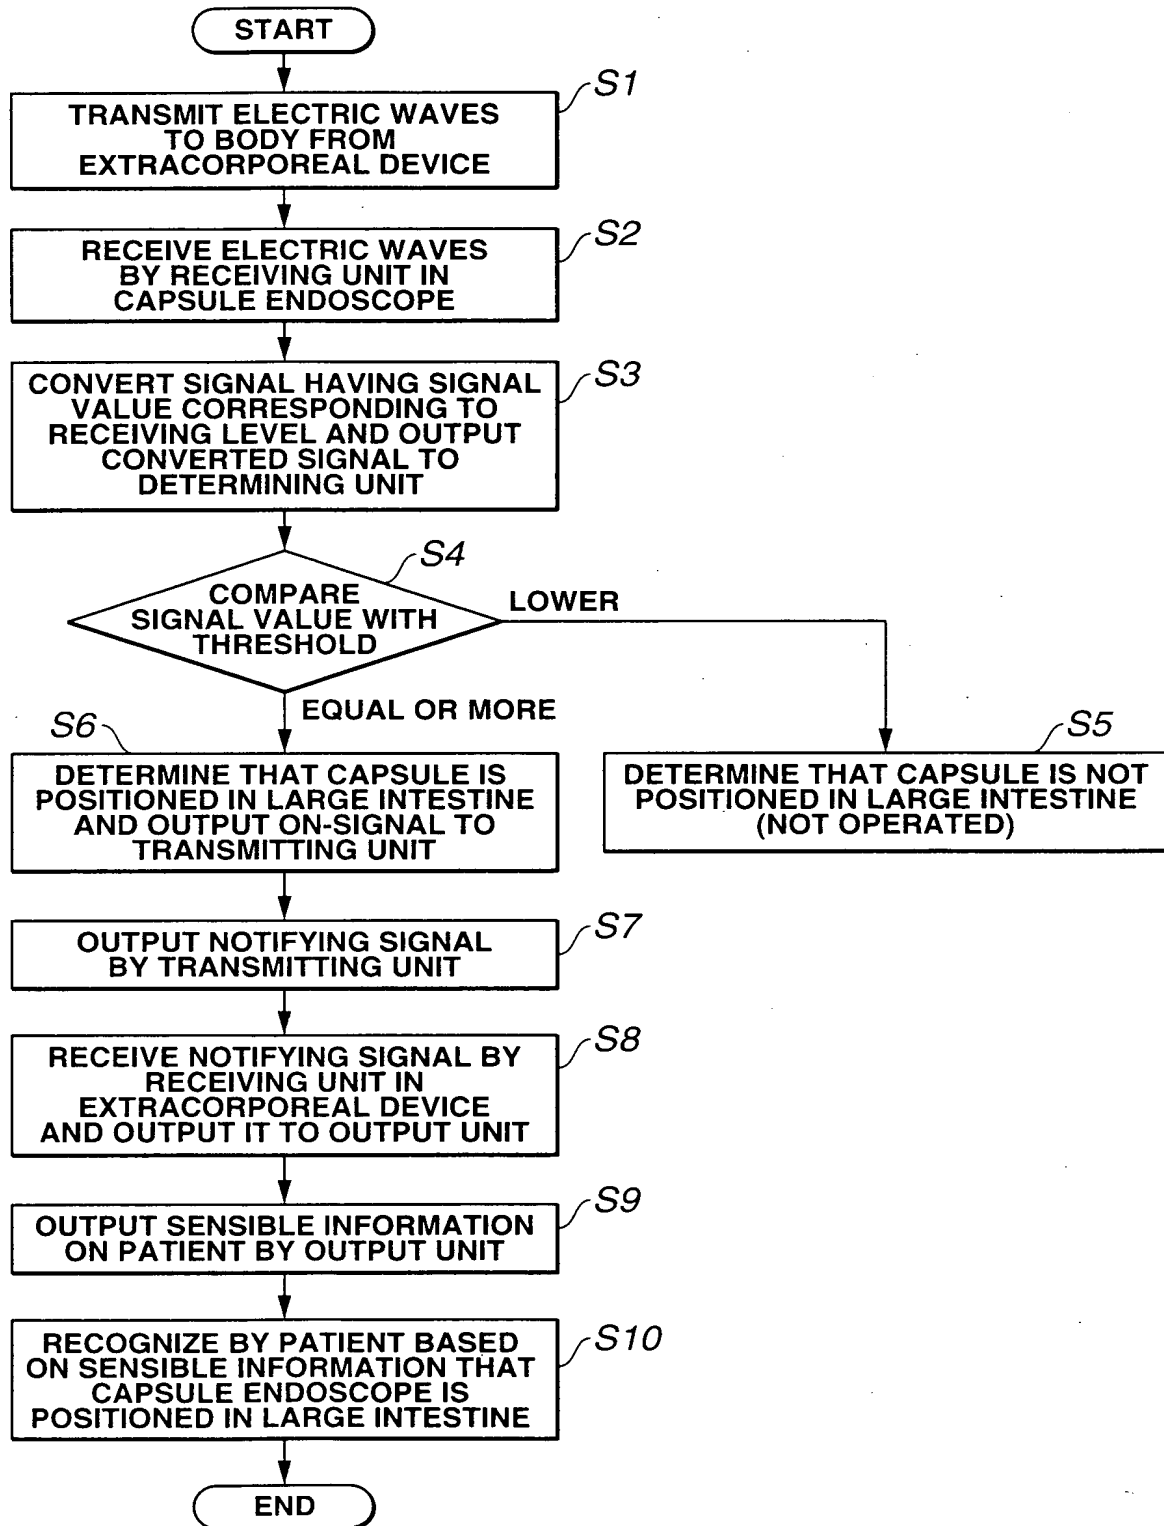 START
S1
TRANSMIT ELECTRIC WAVES
TO BODY FROM
EXTRACORPOREAL DEVICE
S2
RECEIVE ELECTRIC WAVES
BY RECEIVING UNIT IN
CAPSULE ENDOSCOPE
S3
CONVERT SIGNAL HAVING SIGNAL
VALUE CORRESPONDING TO
RECEIVING LEVEL AND OUTPUT
CONVERTED SIGNAL TO
DETERMINING UNIT
S4
COMPARE
SIGNAL VALUE WITH
THRESHOLD
LOWER
EQUAL OR MORE
S5
DETERMINE THAT CAPSULE IS NOT
POSITIONED IN LARGE INTESTINE
(NOT OPERATED)
S6
DETERMINE THAT CAPSULE IS
POSITIONED IN LARGE INTESTINE
AND OUTPUT ON-SIGNAL TO
TRANSMITTING UNIT
S7
OUTPUT NOTIFYING SIGNAL
BY TRANSMITTING UNIT
S8
RECEIVE NOTIFYING SIGNAL BY
RECEIVING UNIT IN
EXTRACORPOREAL DEVICE
AND OUTPUT IT TO OUTPUT UNIT
S9
OUTPUT SENSIBLE INFORMATION
ON PATIENT BY OUTPUT UNIT
S10
RECOGNIZE BY PATIENT BASED
ON SENSIBLE INFORMATION THAT
CAPSULE ENDOSCOPE IS
POSITIONED IN LARGE INTESTINE
END